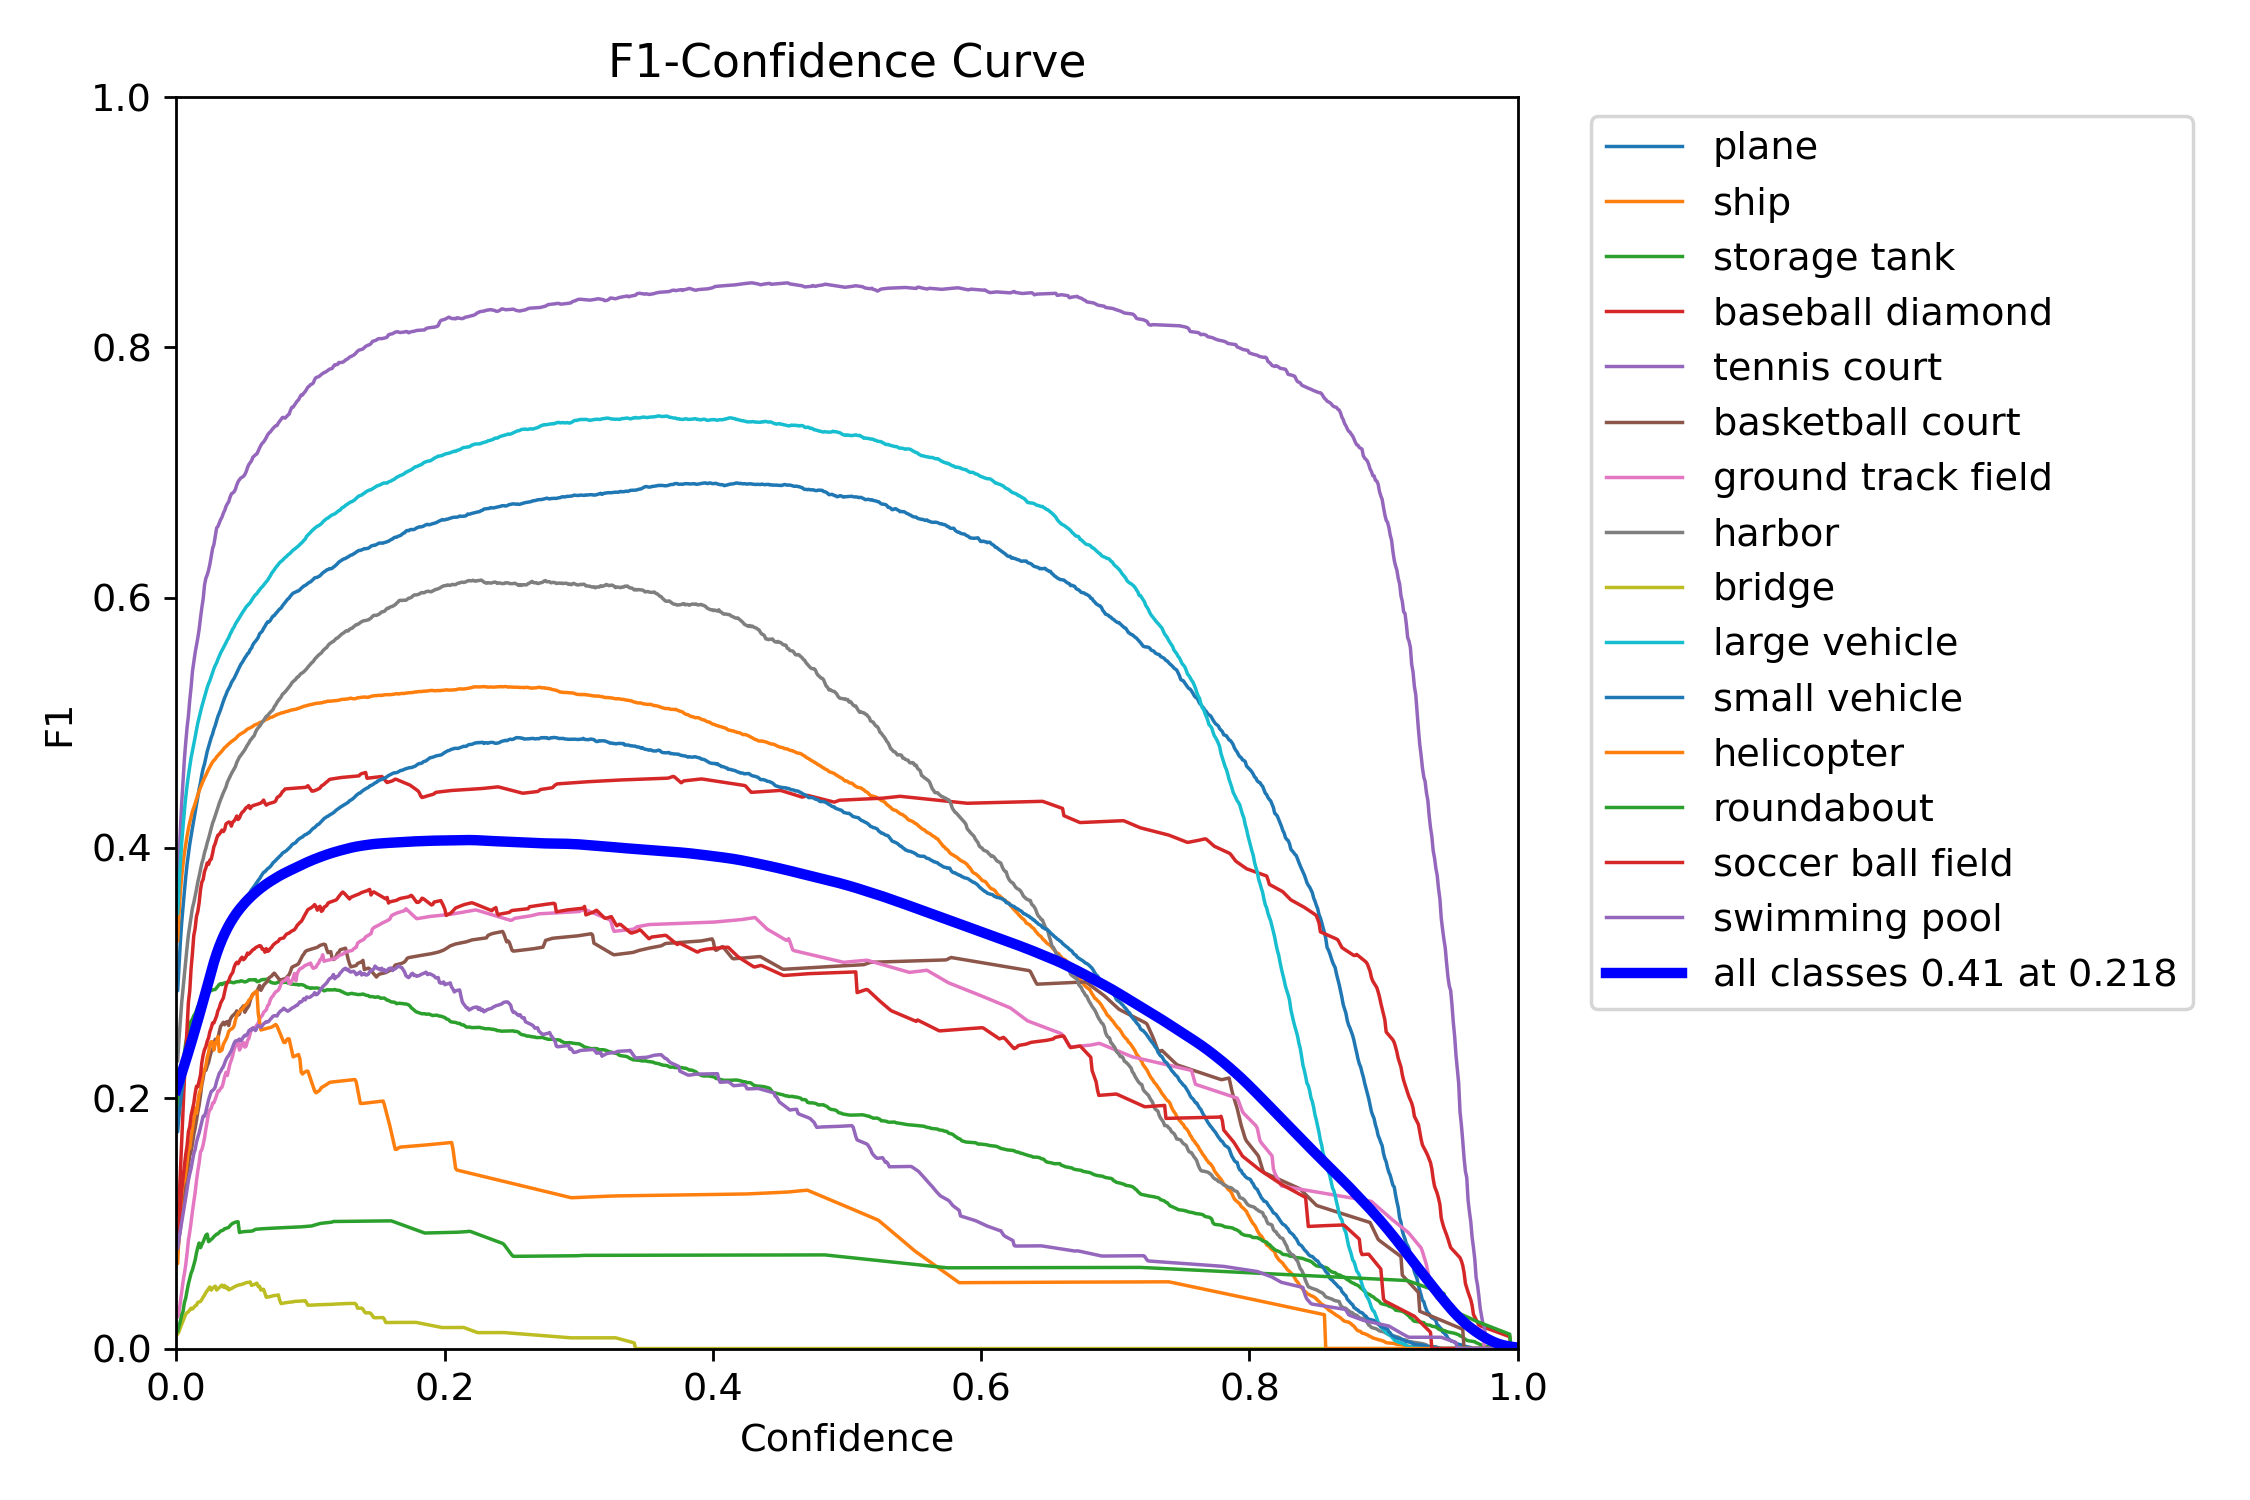 F1-Confidence Curve
1.0
0.8
0.6
0.4
0.2
0.0
F1
0.0 0.2 0.4 0.6 0.8 1.0
Confidence
plane
ship
storage tank
baseball diamond
tennis court
basketball court
ground track field
harbor
bridge
large vehicle
small vehicle
helicopter
roundabout
soccer ball field
swimming pool
all classes 0.41 at 0.218